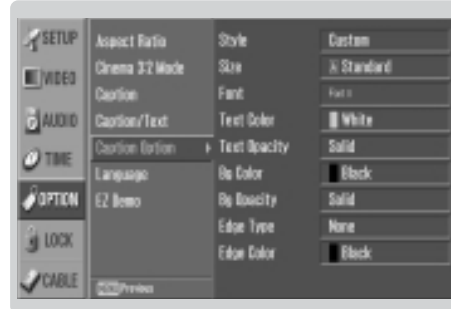 SETUP
VIDEO
AUDIO
TIME
OPTION
LOCK
CABLE
Aspect Ratio
Cinema 3:2 Mode
Caption
Caption/Text
Caption Option
Language
EZ Demo
Previous
Style Custom
Size A Standard
Font Font 1
Text Color White
Text Opacity Solid
Bg Color Black
Bg Opacity Solid
Edge Type None
Edge Color Black